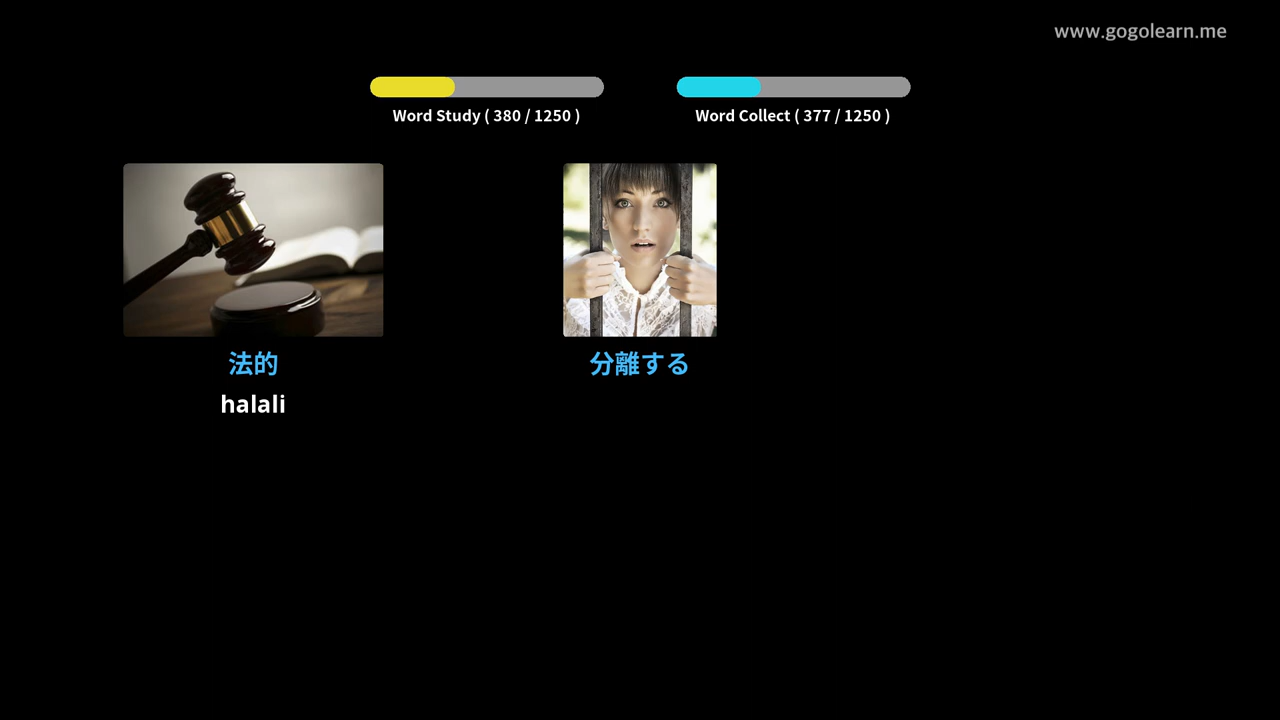 www.gogolearn.me
Word Study ( 380 / 1250 )
Word Collect ( 377 / 1250 )
法的
分離する
halali